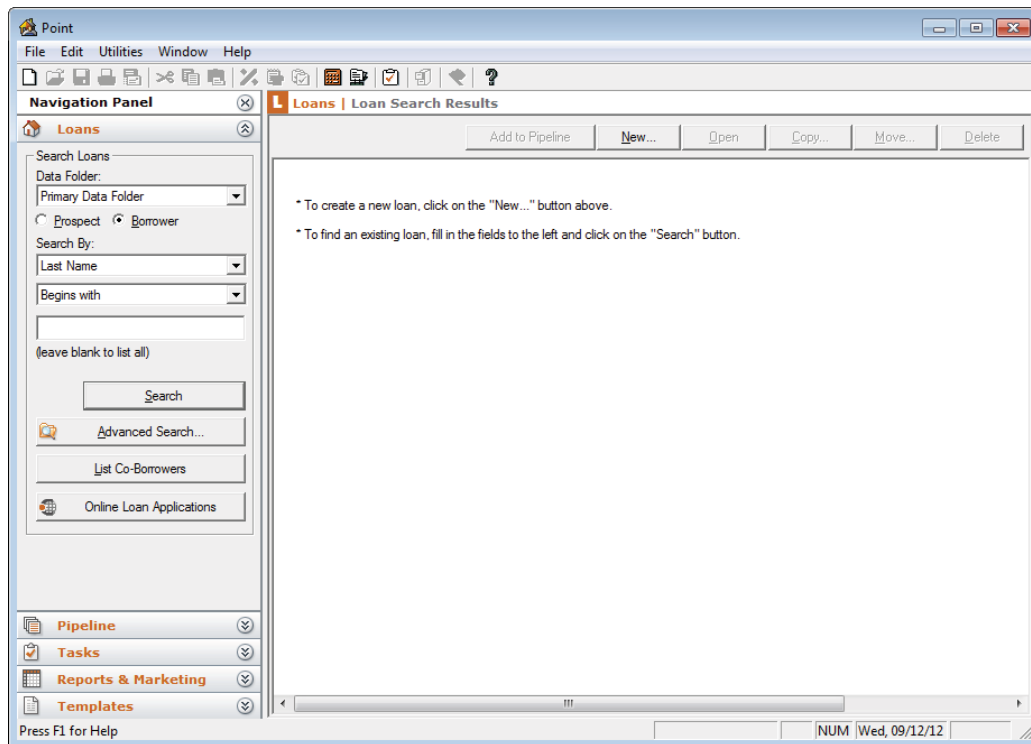 Point
File Edit Utilities Window Help
Navigation Panel
L Loans | Loan Search Results
Loans
Add to Pipeline New... Open Copy... Move... Delete
Search Loans
Data Folder:
Primary Data Folder
Prospect Borrower
Search By:
Last Name
Begins with
(leave blank to list all)
Search
Advanced Search...
List Co-Borrowers
Online Loan Applications
* To create a new loan, click on the "New..." button above.
* To find an existing loan, fill in the fields to the left and click on the "Search" button.
Pipeline
Tasks
Reports & Marketing
Templates
Press F1 for Help NUM Wed, 09/12/12